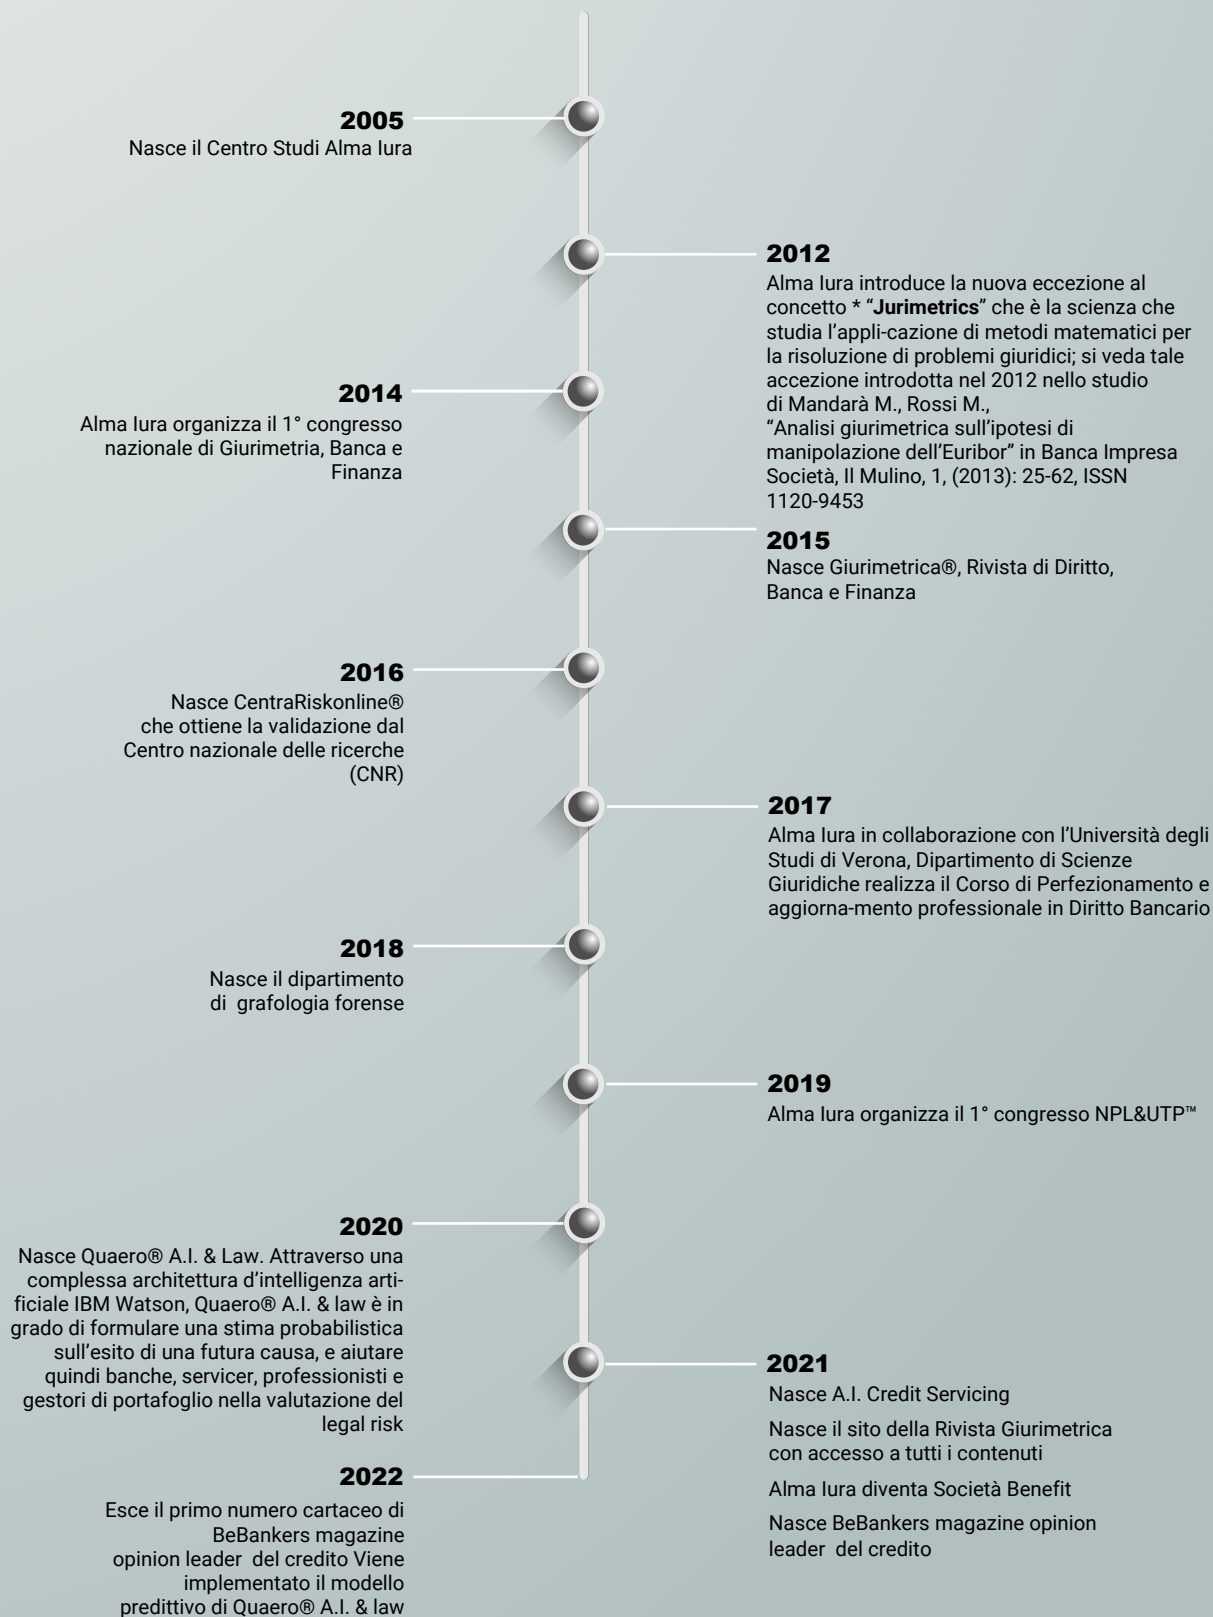 2005
Nasce il Centro Studi Alma Iura
2012
Alma Iura introduce la nuova eccezione al
concetto * “Jurimetrics” che è la scienza che
studia l’appli-cazione di metodi matematici per
la risoluzione di problemi giuridici; si veda tale
accezione introdotta nel 2012 nello studio
di Mandarà M., Rossi M.,
“Analisi giurimetrica sull’ipotesi di
manipolazione dell’Euribor” in Banca Impresa
Società, Il Mulino, 1, (2013): 25-62, ISSN
1120-9453
2014
Alma Iura organizza il 1° congresso
nazionale di Giurimetria, Banca e
Finanza
2015
Nasce Giurimetrica®, Rivista di Diritto,
Banca e Finanza
2016
Nasce CentraRiskonline®
che ottiene la validazione dal
Centro nazionale delle ricerche
(CNR)
2017
Alma Iura in collaborazione con l’Università degli
Studi di Verona, Dipartimento di Scienze
Giuridiche realizza il Corso di Perfezionamento e
aggiorna-mento professionale in Diritto Bancario
2018
Nasce il dipartimento
di grafologia forense
2019
Alma Iura organizza il 1° congresso NPL&UTP™
2020
Nasce Quaero® A.I. & Law. Attraverso una
complessa architettura d’intelligenza arti-
ficiale IBM Watson, Quaero® A.I. & law è in
grado di formulare una stima probabilistica
sull’esito di una futura causa, e aiutare
quindi banche, servicer, professionisti e
gestori di portafoglio nella valutazione del
legal risk
2021
Nasce A.I. Credit Servicing
Nasce il sito della Rivista Giurimetrica
con accesso a tutti i contenuti
Alma Iura diventa Società Benefit
Nasce BeBankers magazine opinion
leader del credito
2022
Esce il primo numero cartaceo di
BeBankers magazine
opinion leader del credito Viene
implementato il modello
predittivo di Quaero® A.I. & law